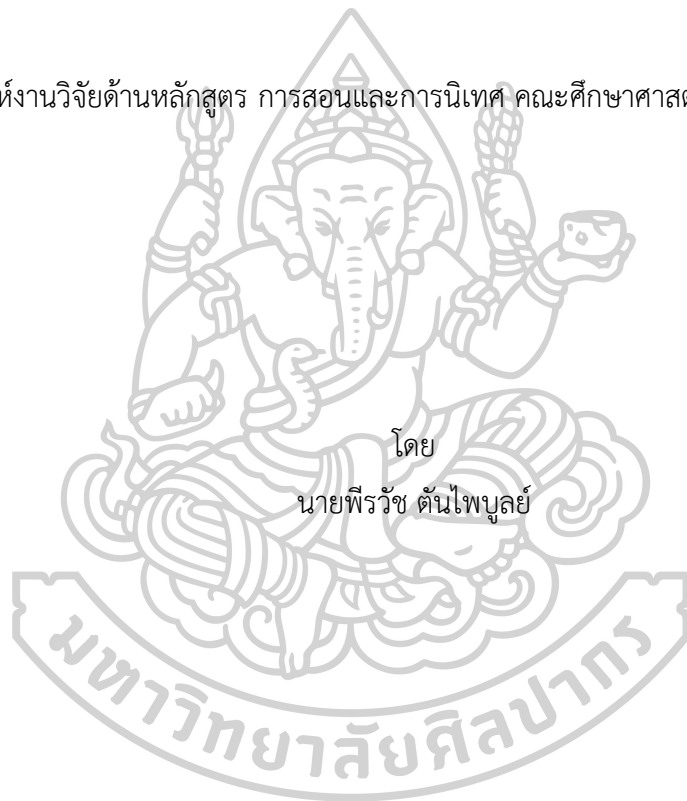 ห์งานวิจัยด้านหลักสูตร การสอนและการนิเทศ คณะศึกษาศาสต
โดย
นายพีรวัช ตันไพบูลย์
มหาวิทยาลัยศิลปากร